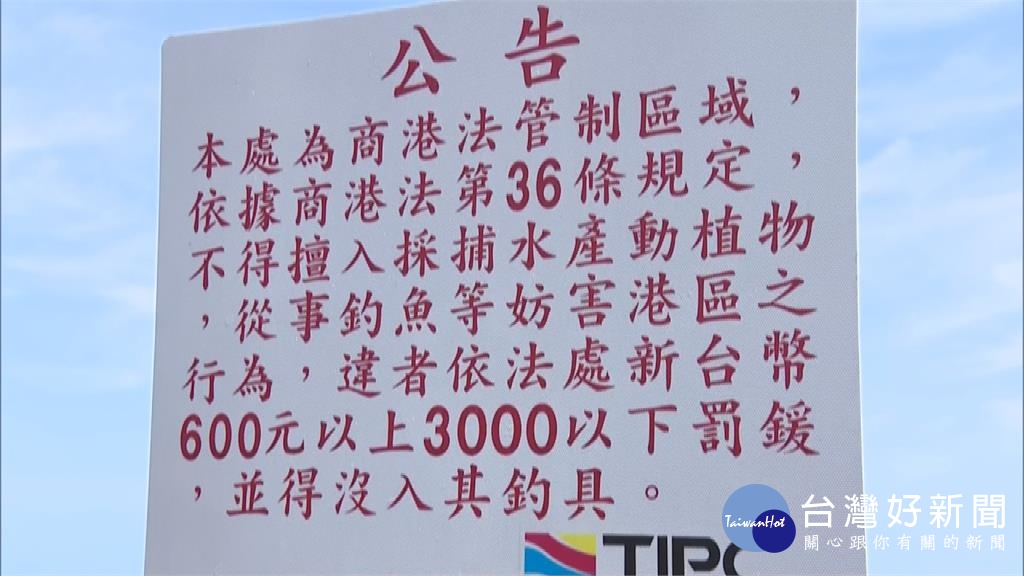 公告
本處為商港法管制區域，
依據商港法第36條規定，
不得擅入採捕水產動植物
，從事釣魚等妨害港區之
行為，違者依法處新台幣
600元以上3000以下罰鍰
，並得沒入其釣具。
TIPC
TaiwanHot
台灣好新聞
關心跟你有關的新聞